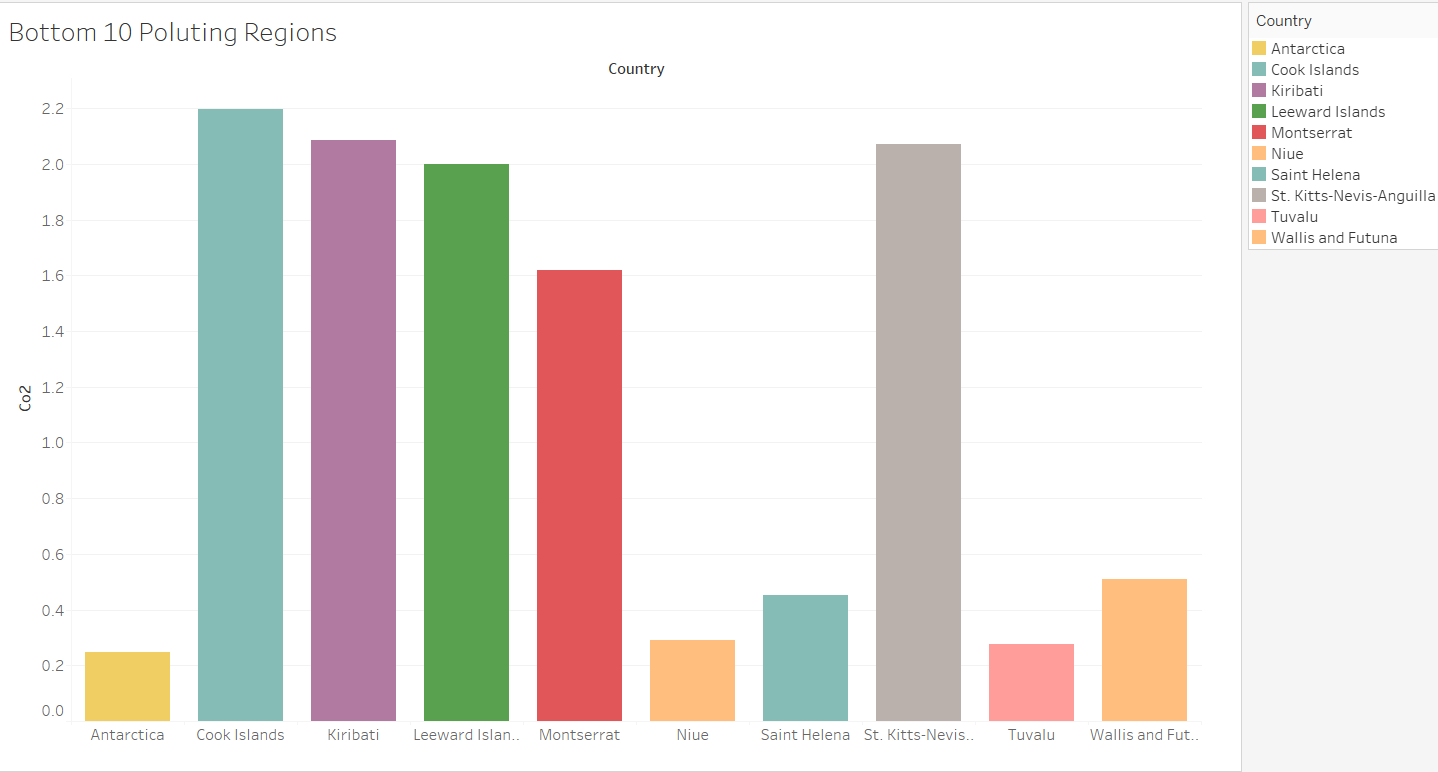 Bottom 10 Poluting Regions
Country
2.2
2.0
1.8
1.6
1.4
1.2
1.0
0.8
0.6
0.4
0.2
0.0
Co2
Antarctica
Cook Islands
Kiribati
Leeward Islan..
Montserrat
Niue
Saint Helena
St. Kitts-Nevis..
Tuvalu
Wallis and Fut..
Country
Antarctica
Cook Islands
Kiribati
Leeward Islands
Montserrat
Niue
Saint Helena
St. Kitts-Nevis-Anguilla
Tuvalu
Wallis and Futuna